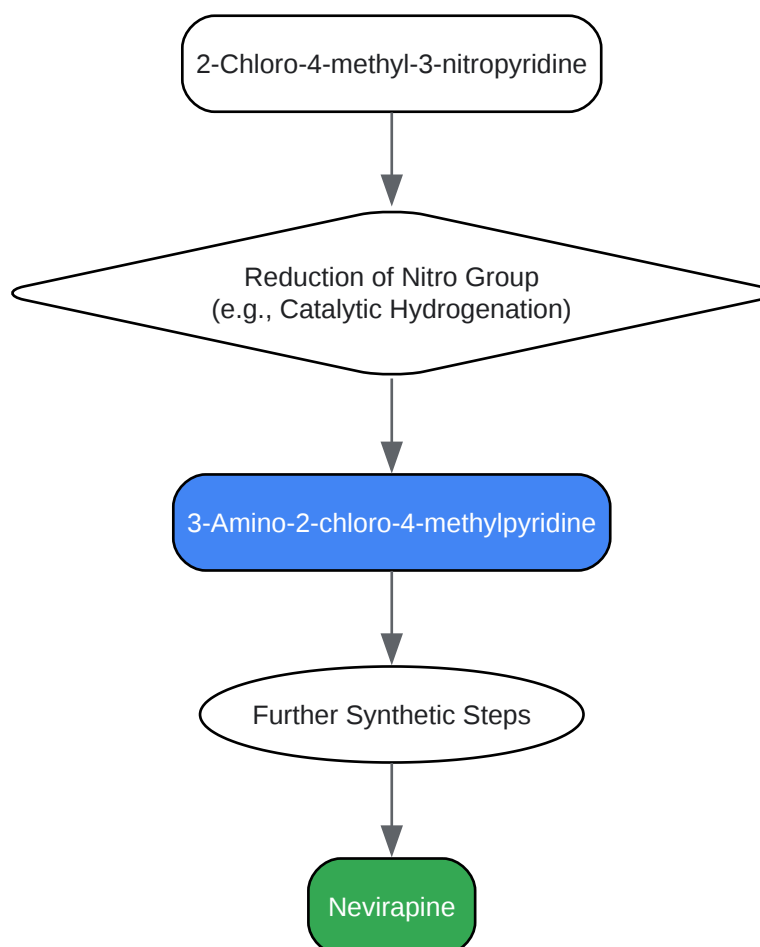 2-Chloro-4-methyl-3-nitropyridine
Reduction of Nitro Group
(e.g., Catalytic Hydrogenation)
3-Amino-2-chloro-4-methylpyridine
Further Synthetic Steps
Nevirapine